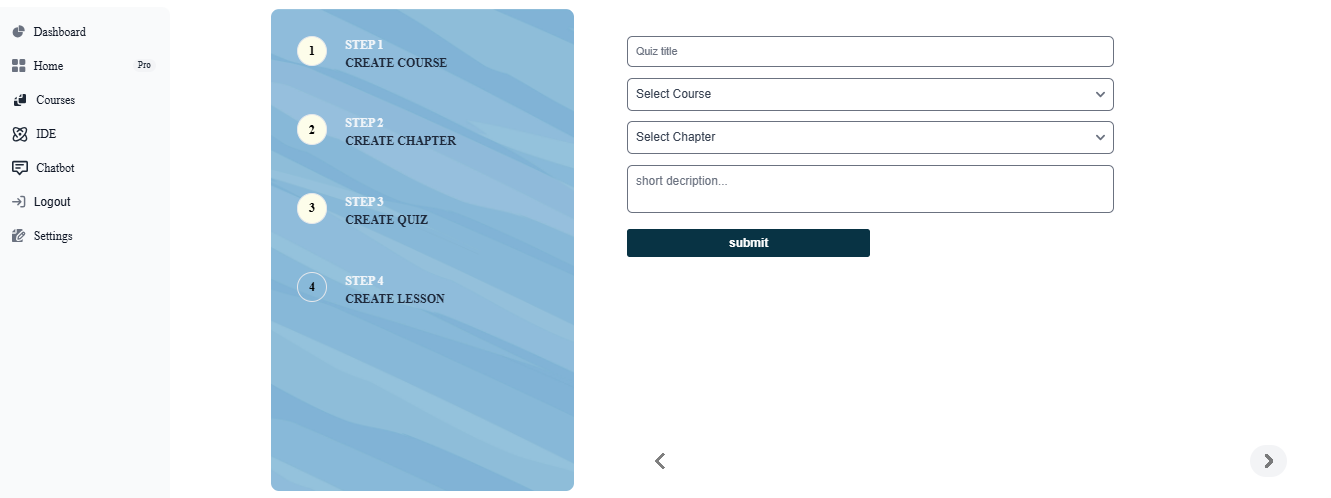 Dashboard
Home Pro
Courses
IDE
Chatbot
Logout
Settings
1
STEP 1
CREATE COURSE
2
STEP 2
CREATE CHAPTER
3
STEP 3
CREATE QUIZ
4
STEP 4
CREATE LESSON
Quiz title
Select Course
Select Chapter
short decription...
submit